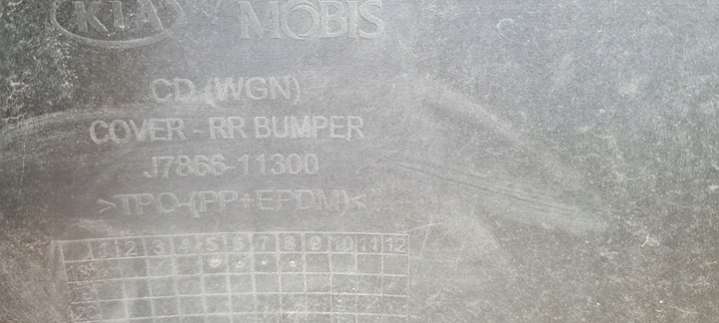 KIA MOBIS
CD (WGN)
COVER - RR BUMPER
J7866-11300
>TPO-(PP+EPDM)<
1 2 3 4 5 6 7 8 9 10 11 12